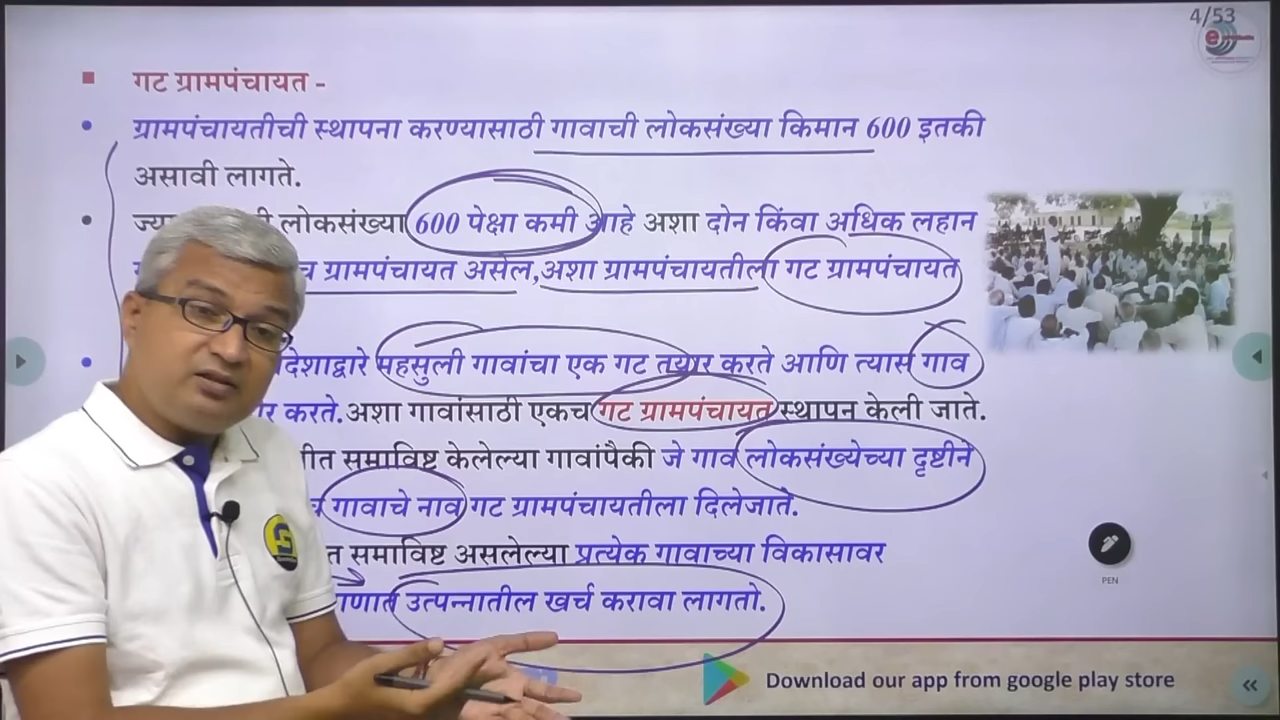 4/53
गट ग्रामपंचायत -
ग्रामपंचायतीची स्थापना करण्यासाठी गावाची लोकसंख्या किमान 600 इतकी
असावी लागते.
लोकसंख्या 600 पेक्षा कमी आहे अशा दोन किंवा अधिक लहान
ग्रामपंचायत असेल,अशा ग्रामपंचायतीला गट ग्रामपंचायत
महसुली गावांचा एक गट तयार करते आणि त्यास गाव
करते.अशा गावांसाठी एकच गट ग्रामपंचायत स्थापन केली जाते.
समाविष्ट केलेल्या गावांपैकी जे गाव लोकसंख्येच्या दृष्टीने
गावाचे नाव गट ग्रामपंचायतीला दिलेजाते.
समाविष्ट असलेल्या प्रत्येक गावाच्या विकासावर
उत्पन्नातील खर्च करावा लागतो.
PEN
Download our app from google play store